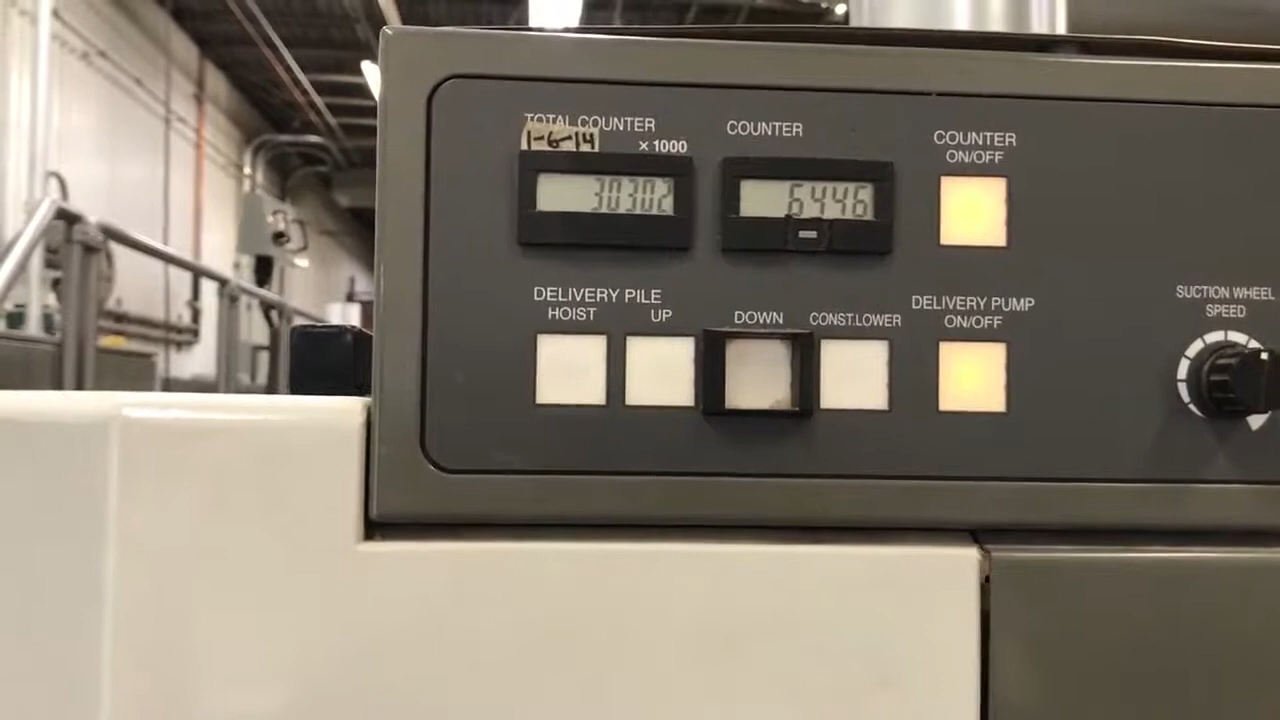 TOTAL COUNTER
1-6-14
×1000
30302
COUNTER
6446
COUNTER
ON/OFF
DELIVERY PILE
HOIST
UP
DOWN
CONST.LOWER
DELIVERY PUMP
ON/OFF
SUCTION WHEEL
SPEED